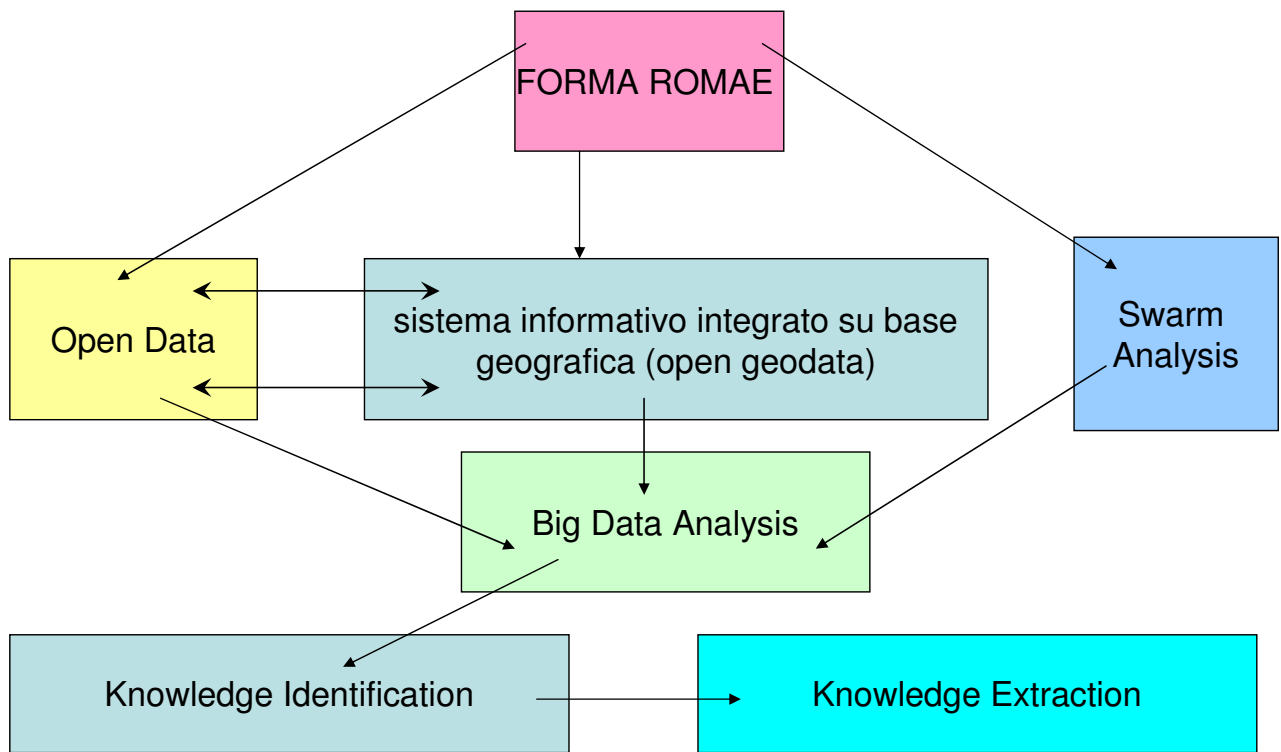 FORMA ROMAE
Open Data
sistema informativo integrato su base
geografica (open geodata)
Swarm
Analysis
Big Data Analysis
Knowledge Identification
Knowledge Extraction